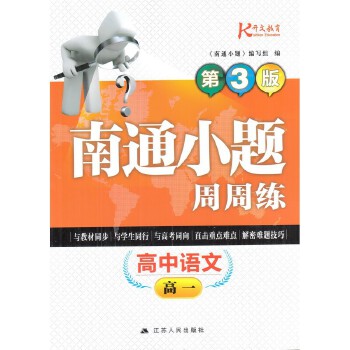 开文教育
《南通小题》编写组 编
第3版
南通小题
周周练
与教材同步 与学生同行 与高考同向 直击重点难点 解密难题技巧
高中语文
高一
江苏人民出版社